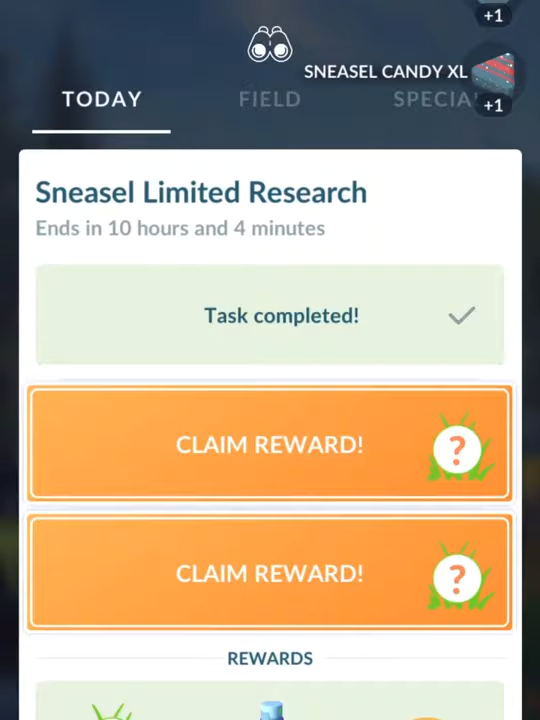 +1
SNEASEL CANDY XL
+1
TODAY
FIELD
SPECIA
Sneasel Limited Research
Ends in 10 hours and 4 minutes
Task completed!
CLAIM REWARD!
?
CLAIM REWARD!
?
REWARDS